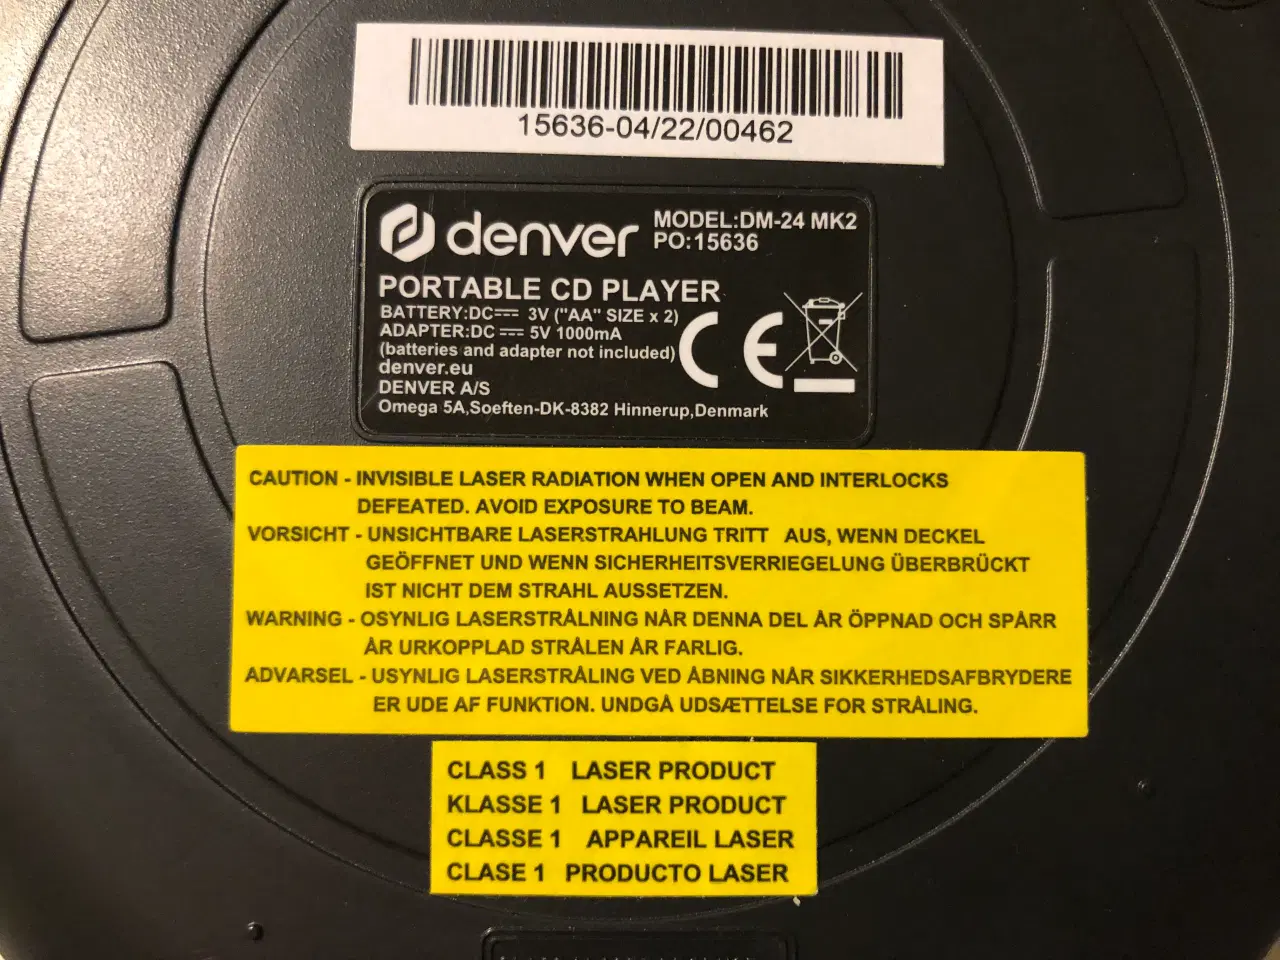 15636-04/22/00462
denver
MODEL:DM-24 MK2
PO:15636
PORTABLE CD PLAYER
BATTERY:DC⎓ 3V ("AA" SIZE x 2)
ADAPTER:DC ⎓ 5V 1000mA
(batteries and adapter not included)
denver.eu
DENVER A/S
Omega 5A,Soeften-DK-8382 Hinnerup,Denmark
CE
CAUTION - INVISIBLE LASER RADIATION WHEN OPEN AND INTERLOCKS
DEFEATED. AVOID EXPOSURE TO BEAM.
VORSICHT - UNSICHTBARE LASERSTRAHLUNG TRITT AUS, WENN DECKEL
GEÖFFNET UND WENN SICHERHEITSVERRIEGELUNG ÜBERBRÜCKT
IST NICHT DEM STRAHL AUSSETZEN.
WARNING - OSYNLIG LASERSTRÅLNING NÅR DENNA DEL ÅR ÖPPNAD OCH SPÅRR
ÅR URKOPPLAD STRÅLEN ÅR FARLIG.
ADVARSEL - USYNLIG LASERSTRÅLING VED ÅBNING NÅR SIKKERHEDSAFBRYDERE
ER UDE AF FUNKTION. UNDGÅ UDSÆTTELSE FOR STRÅLING.
CLASS 1 LASER PRODUCT
KLASSE 1 LASER PRODUCT
CLASSE 1 APPAREIL LASER
CLASE 1 PRODUCTO LASER